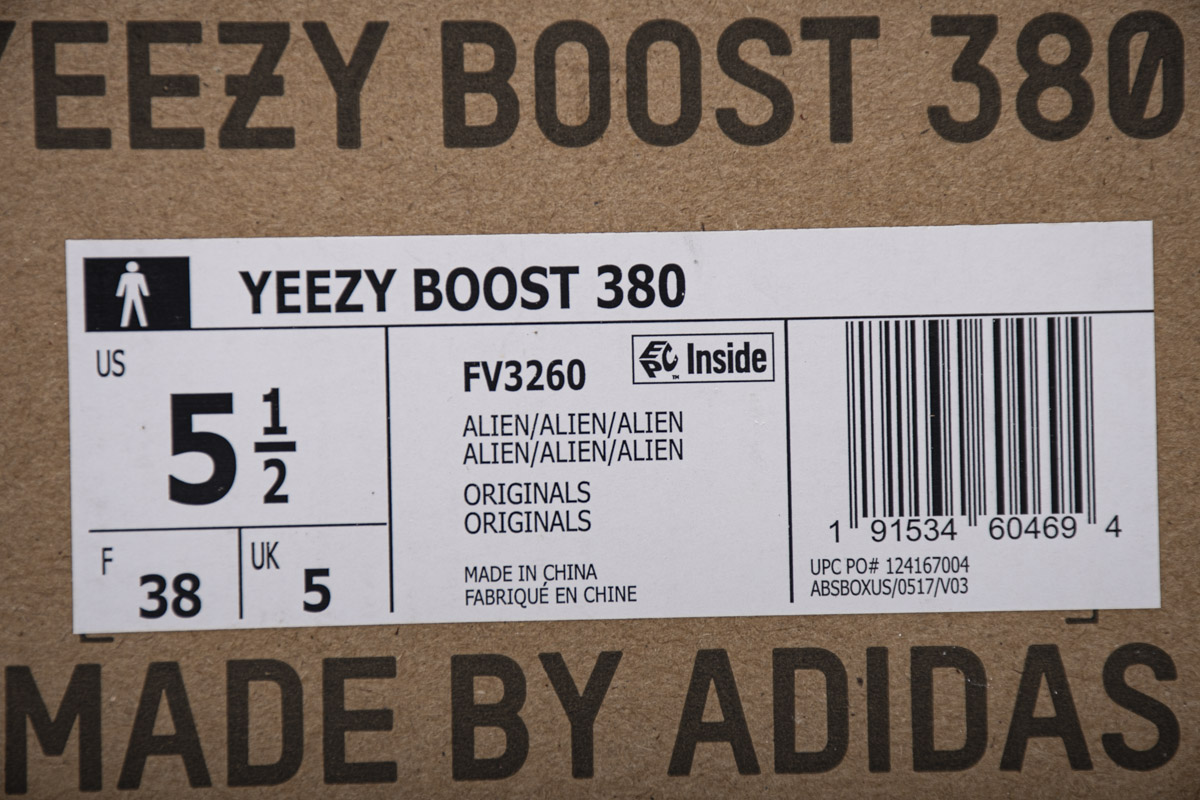 YEEZY BOOST 380
YEEZY BOOST 380
US
5 1/2
F
38
UK
5
FV3260
EPC™ Inside
ALIEN/ALIEN/ALIEN
ALIEN/ALIEN/ALIEN
ORIGINALS
ORIGINALS
MADE IN CHINA
FABRIQUÉ EN CHINE
1 91534 60469 4
UPC PO# 124167004
ABSBOXUS/0517/V03
MADE BY ADIDAS